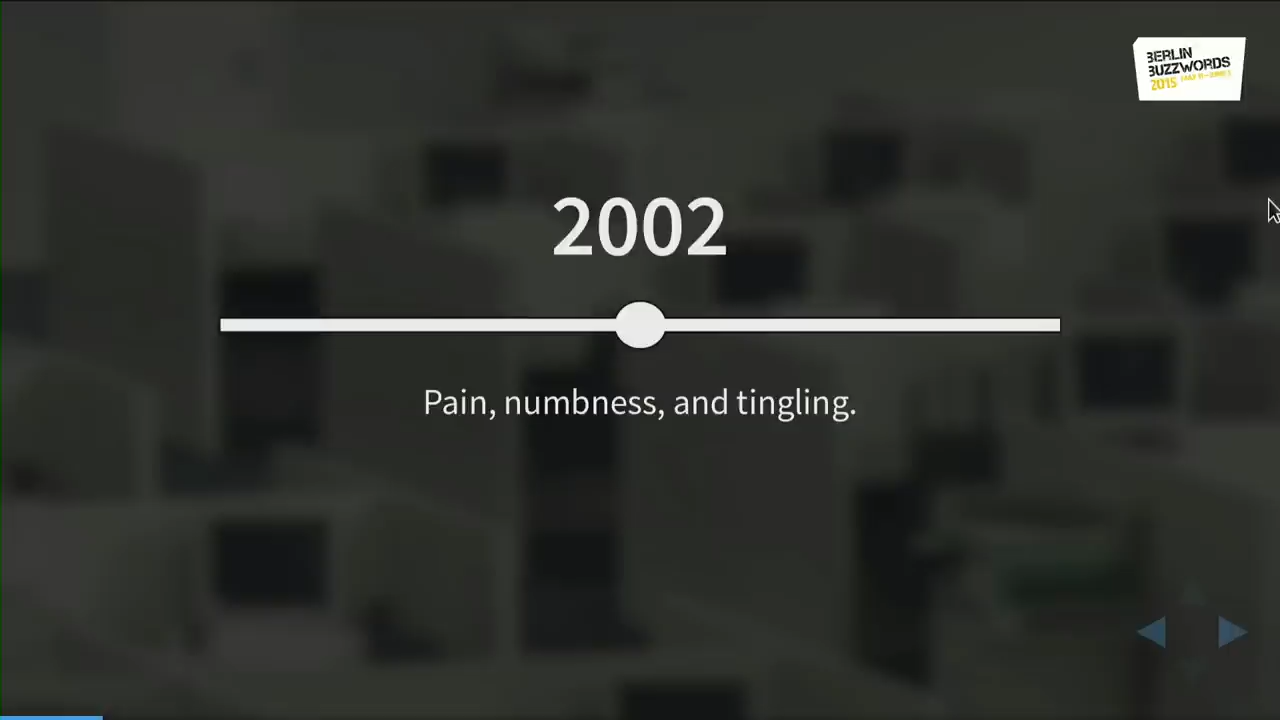 BERLIN
BUZZWORDS
2015
2002
Pain, numbness, and tingling.